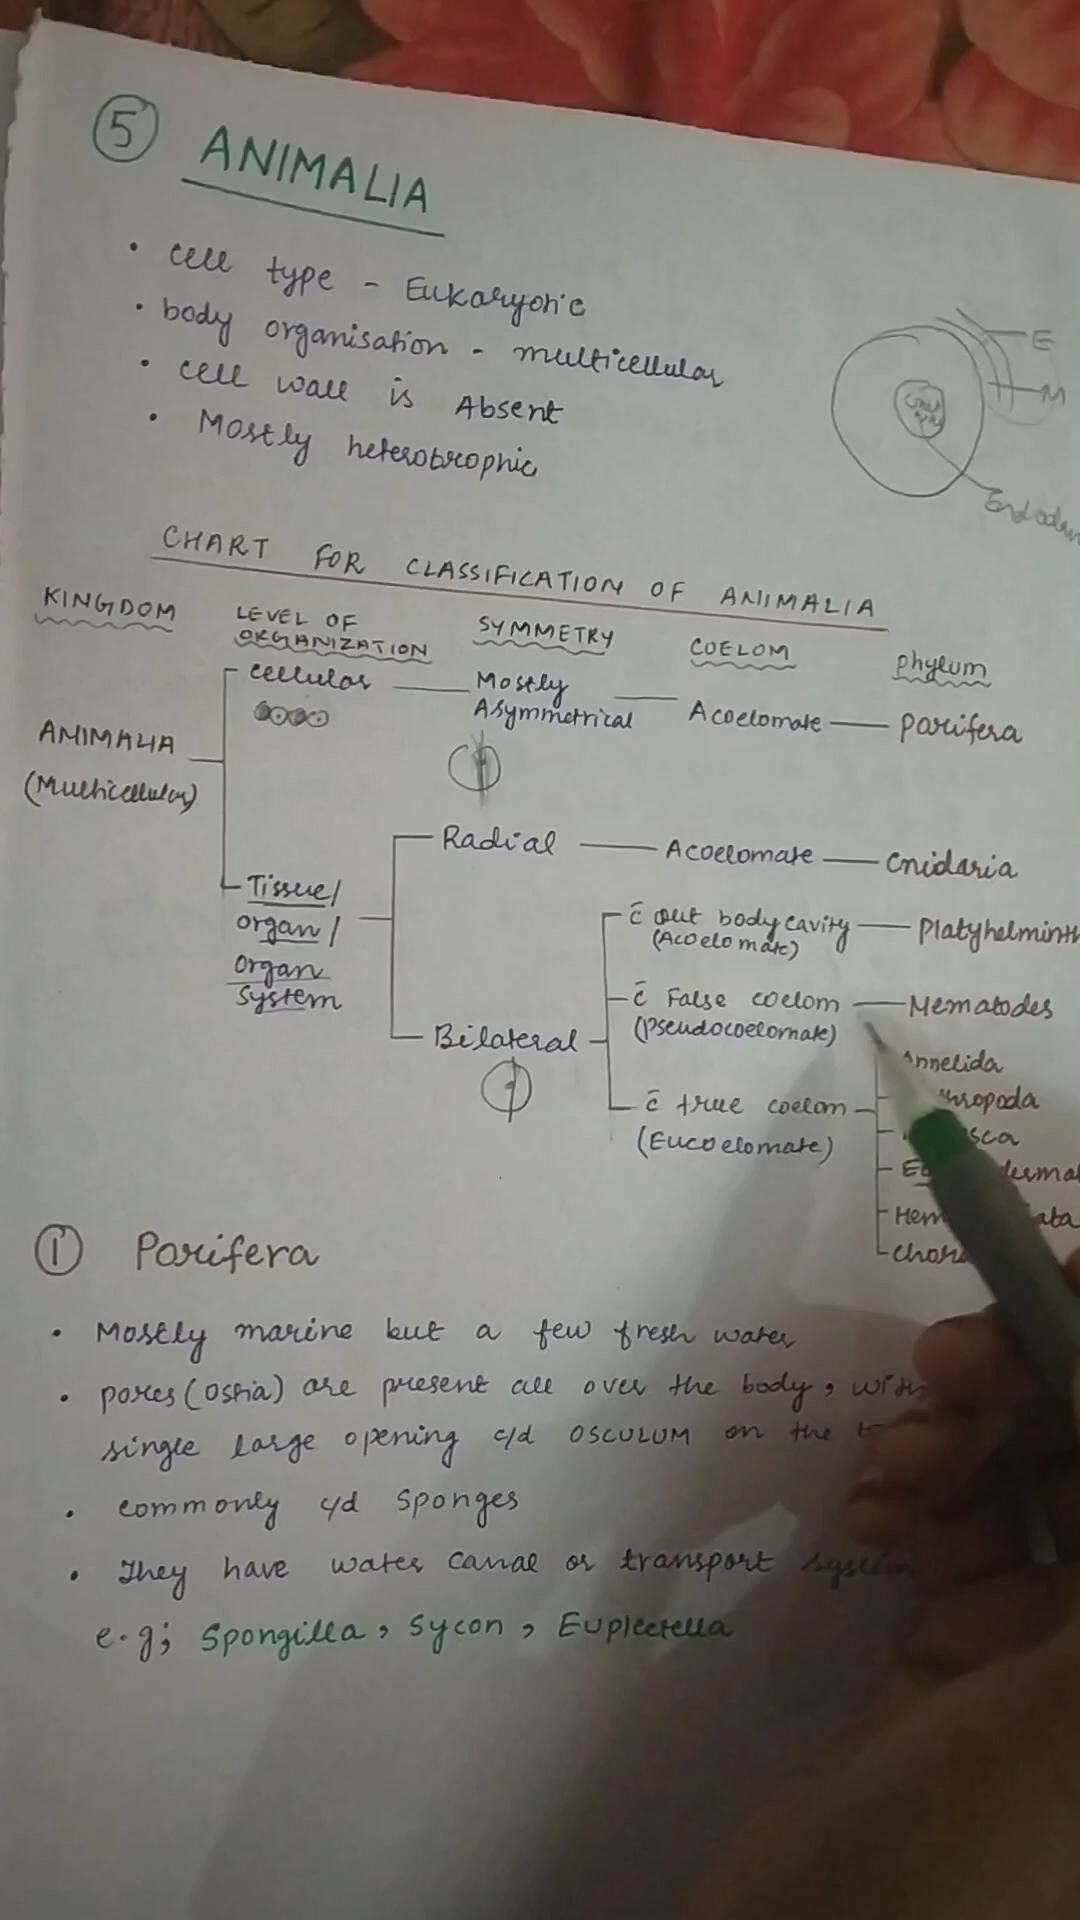 5 ANIMALIA
• cell type - Eukaryotic
• body organisation - multicellular
• cell wall is Absent
• Mostly heterotrophic
E
M
CHART FOR CLASSIFICATION OF ANIMALIA
KINGDOM LEVEL OF ORGANIZATION SYMMETRY COELOM phylum
cellular Mostly Asymmetrical Acoelomate Porifera
ANIMALIA
(Multicellular)
Radial Acoelomate Cnidaria
Tissue/
organ/
organ
system
c̄ out body cavity Platyhelminth
(Acoelomate)
c̄ False coelom Nematodes
(Pseudocoelomate)
Bilateral
Annelida
c̄ true coelom
(Eucoelomate)
1 Porifera
• Mostly marine but a few fresh water
• pores (ostia) are present all over the body, with
single large opening c/d OSCULUM on the
• commonly c/d sponges
• They have water canal or transport system
e.g; Spongilla, Sycon, Euplectella